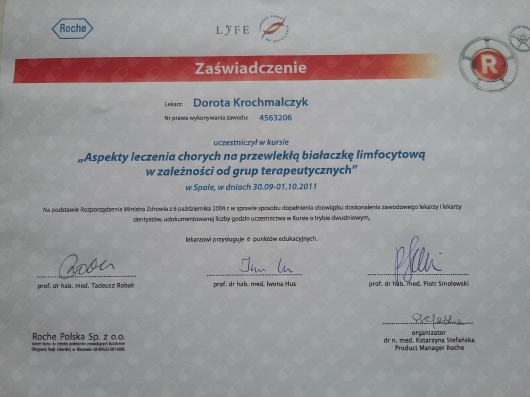 Roche
LYFE
R
Zaświadczenie
Lekarz: Dorota Krochmalczyk
Nr prawa wykonywania zawodu: 4563206
uczestniczył w kursie
„Aspekty leczenia chorych na przewlekłą białaczkę limfocytową
w zależności od grup terapeutycznych”
w Spale, w dniach 30.09-01.10.2011
Na podstawie Rozporządzenia Ministra Zdrowia z 6 października 2004 r. w sprawie sposobu dopełnienia obowiązku doskonalenia zawodowego lekarzy i lekarzy
dentystów, udokumentowanej liczby godzin uczestnictwa w Kursie o trybie dwudniowym,
lekarzowi przysługuje 6 punktów edukacyjnych.
prof. dr hab. med. Tadeusz Robak
prof. dr hab. med. Iwona Hus
prof. dr hab. med. Piotr Smolewski
organizator
dr n. med. Katarzyna Stefańska
Product Manager Roche
Roche Polska Sp. z o.o.